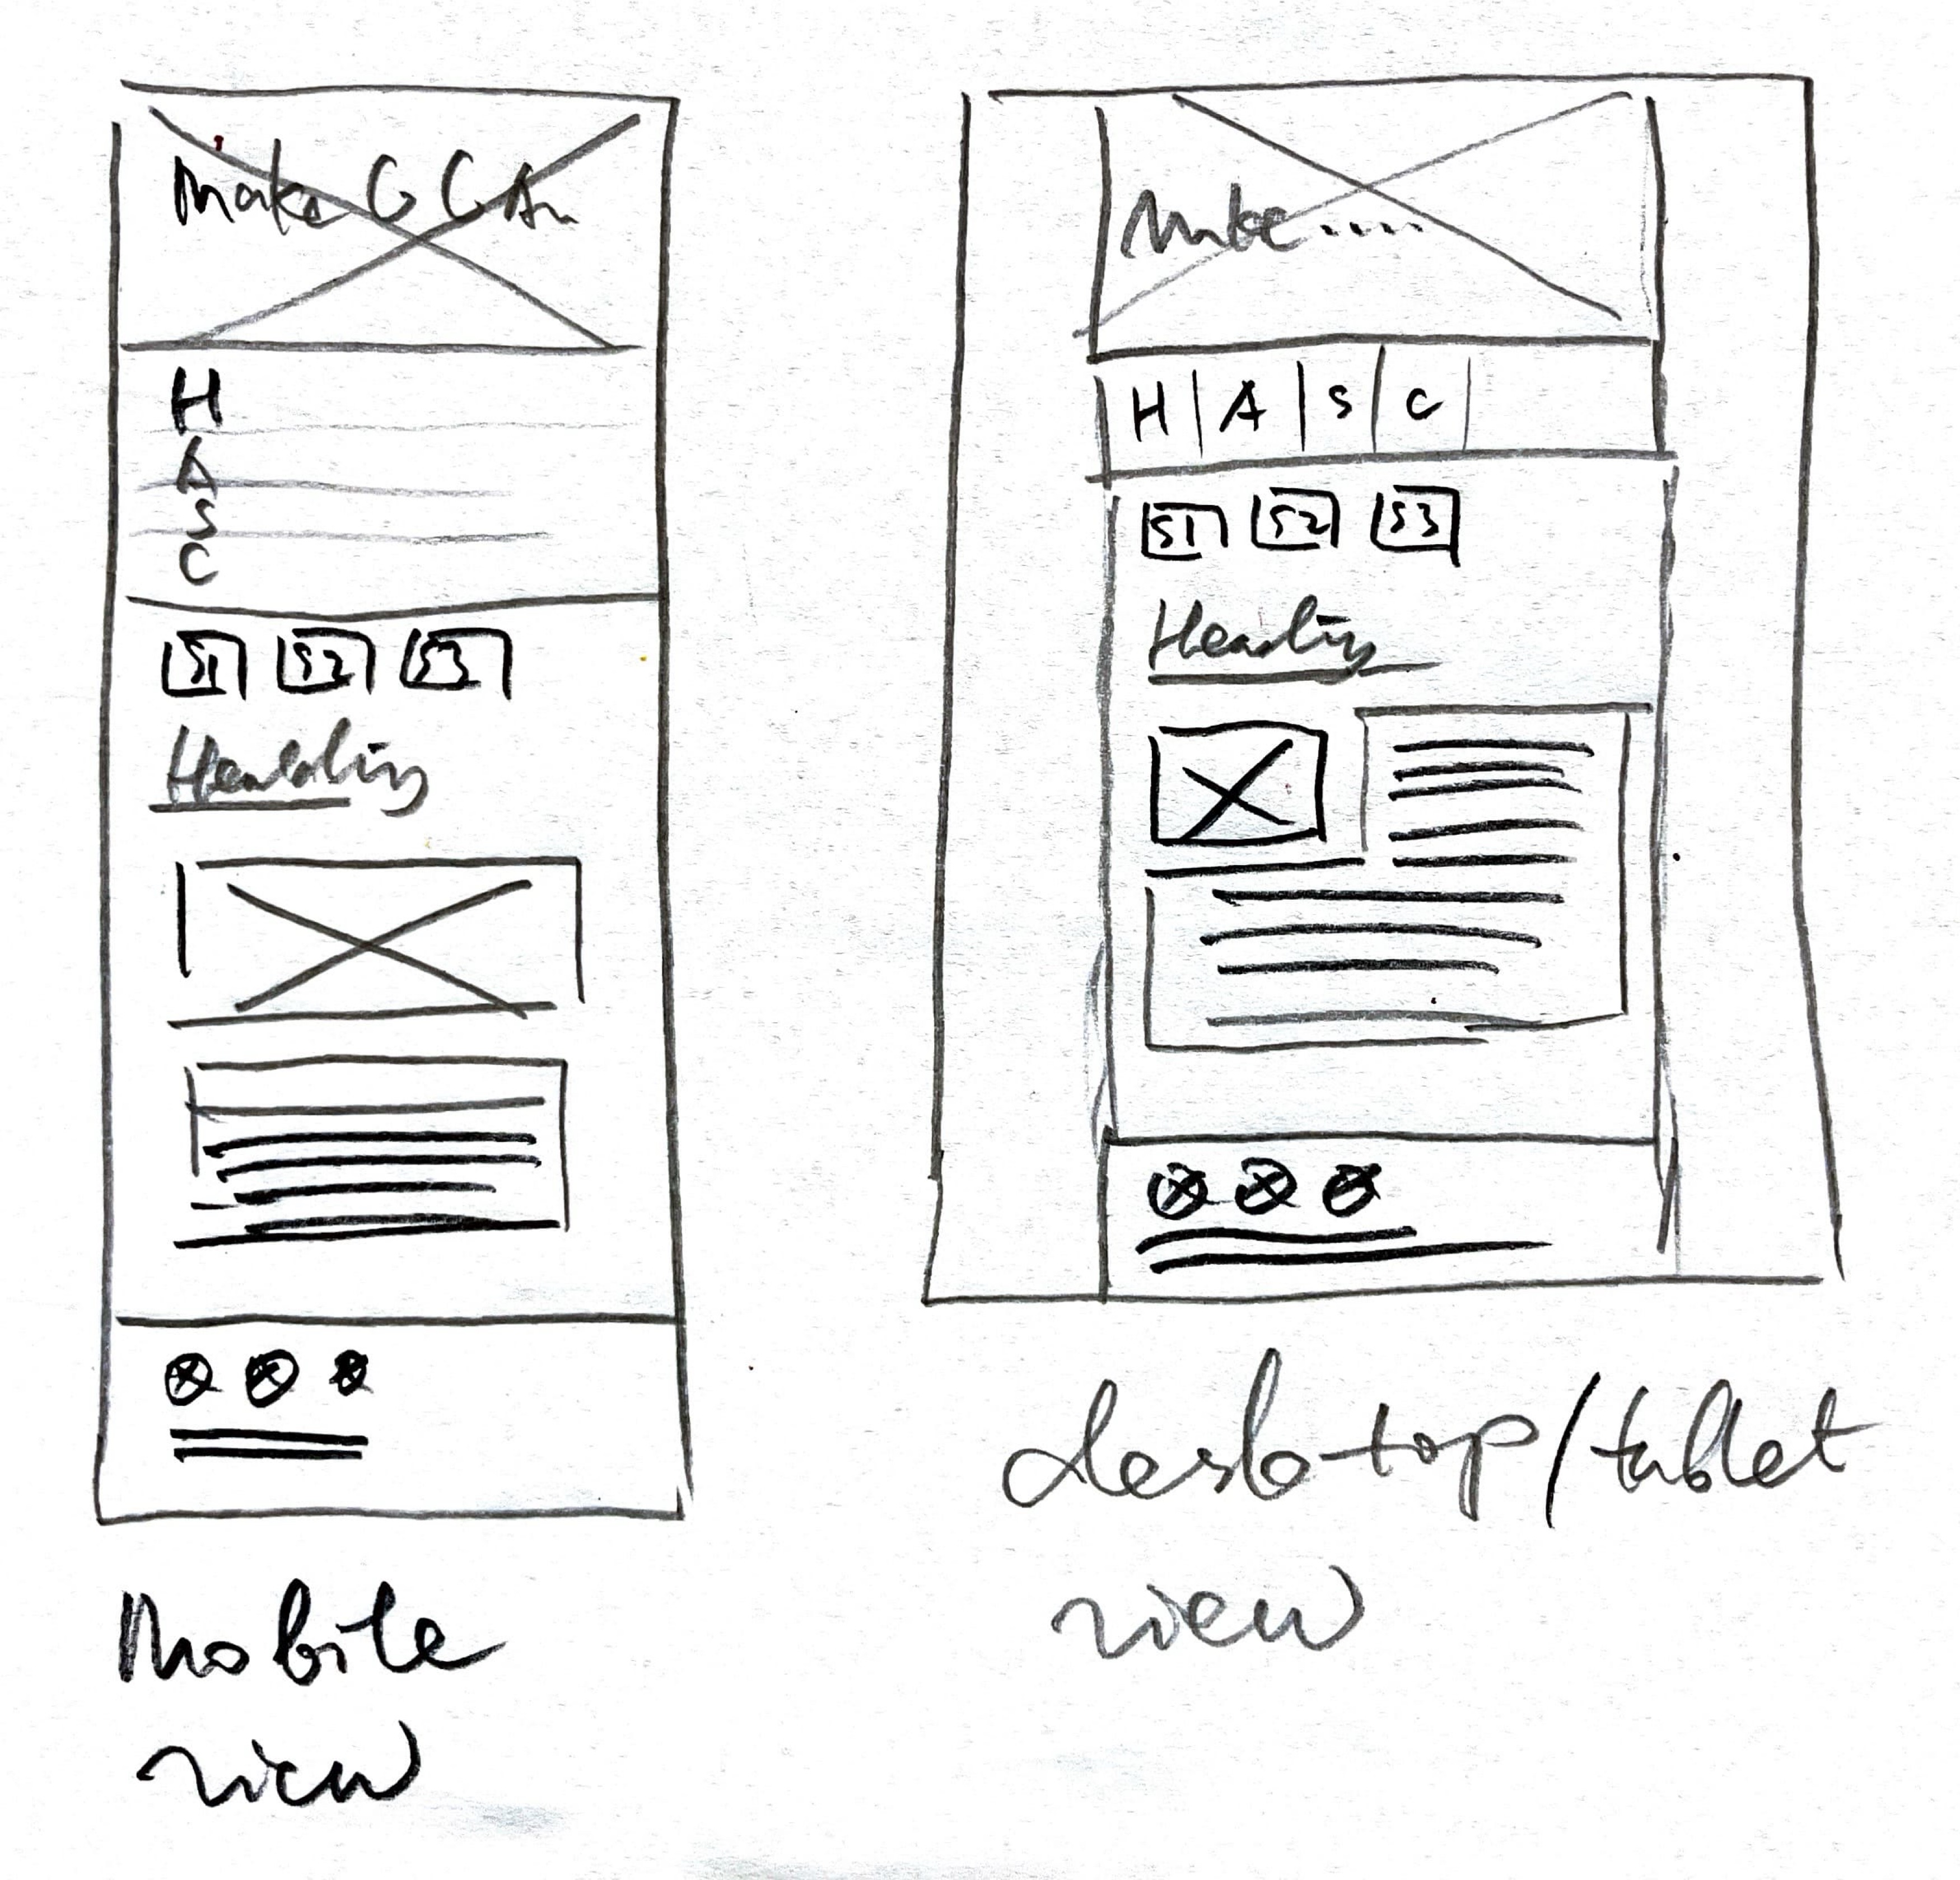 Make G C An
H
A
S
C
S1 S2 S3
Heading
Mobile
view
Make....
H A S C
S1 S2 S3
Heading
desktop/tablet
view